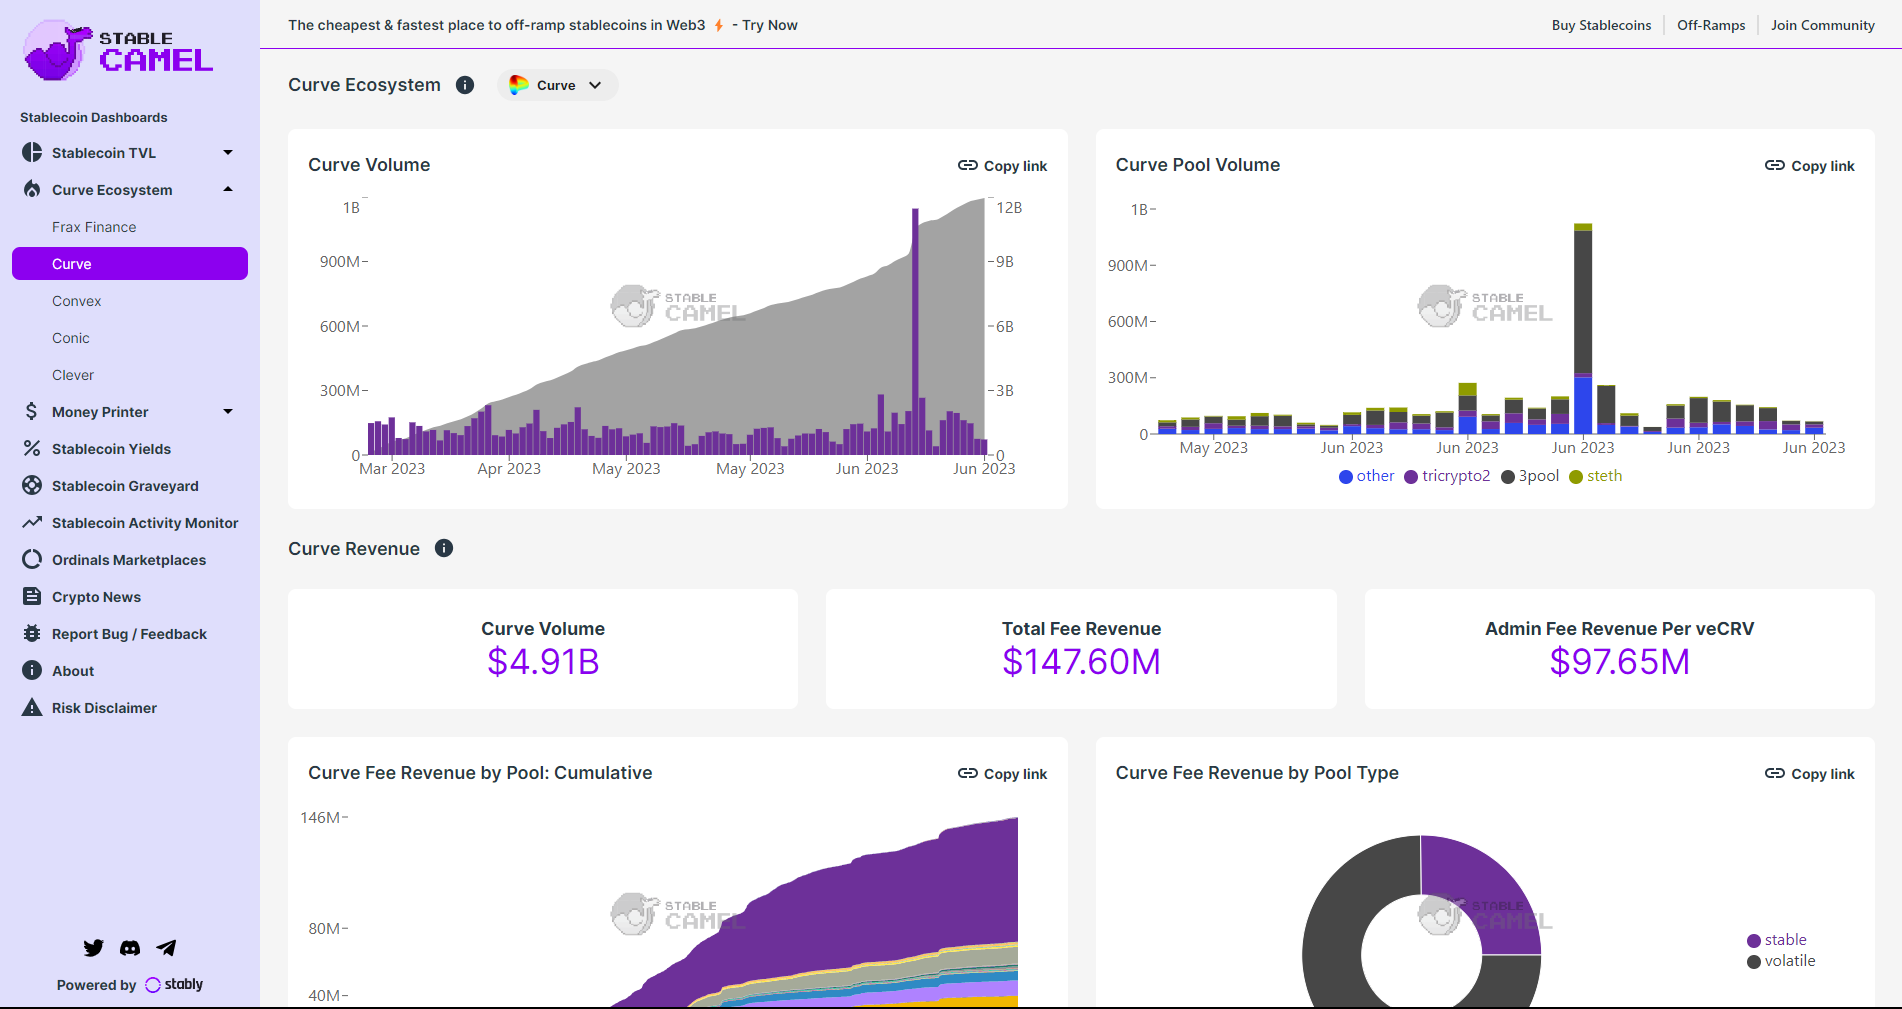 STABLE
CAMEL
The cheapest & fastest place to off-ramp stablecoins in Web3 ⚡ - Try Now
Buy Stablecoins
Off-Ramps
Join Community
Stablecoin Dashboards
Stablecoin TVL
Curve Ecosystem
Frax Finance
Curve
Convex
Conic
Clever
Money Printer
Stablecoin Yields
Stablecoin Graveyard
Stablecoin Activity Monitor
Ordinals Marketplaces
Crypto News
Report Bug / Feedback
About
Risk Disclaimer
Powered by stably
Curve Ecosystem
Curve
Curve Volume
Copy link
1B
900M
600M
300M
0
12B
9B
6B
3B
0
STABLE
CAMEL
Mar 2023 Apr 2023 May 2023 May 2023 Jun 2023 Jun 2023
Curve Pool Volume
Copy link
1B
900M
600M
300M
0
STABLE
CAMEL
May 2023 Jun 2023 Jun 2023 Jun 2023 Jun 2023 Jun 2023
other tricrypto2 3pool steth
Curve Revenue
Curve Volume
$4.91B
Total Fee Revenue
$147.60M
Admin Fee Revenue Per veCRV
$97.65M
Curve Fee Revenue by Pool: Cumulative
Copy link
146M
80M
40M
STABLE
CAMEL
Curve Fee Revenue by Pool Type
Copy link
STABLE
CAMEL
stable
volatile